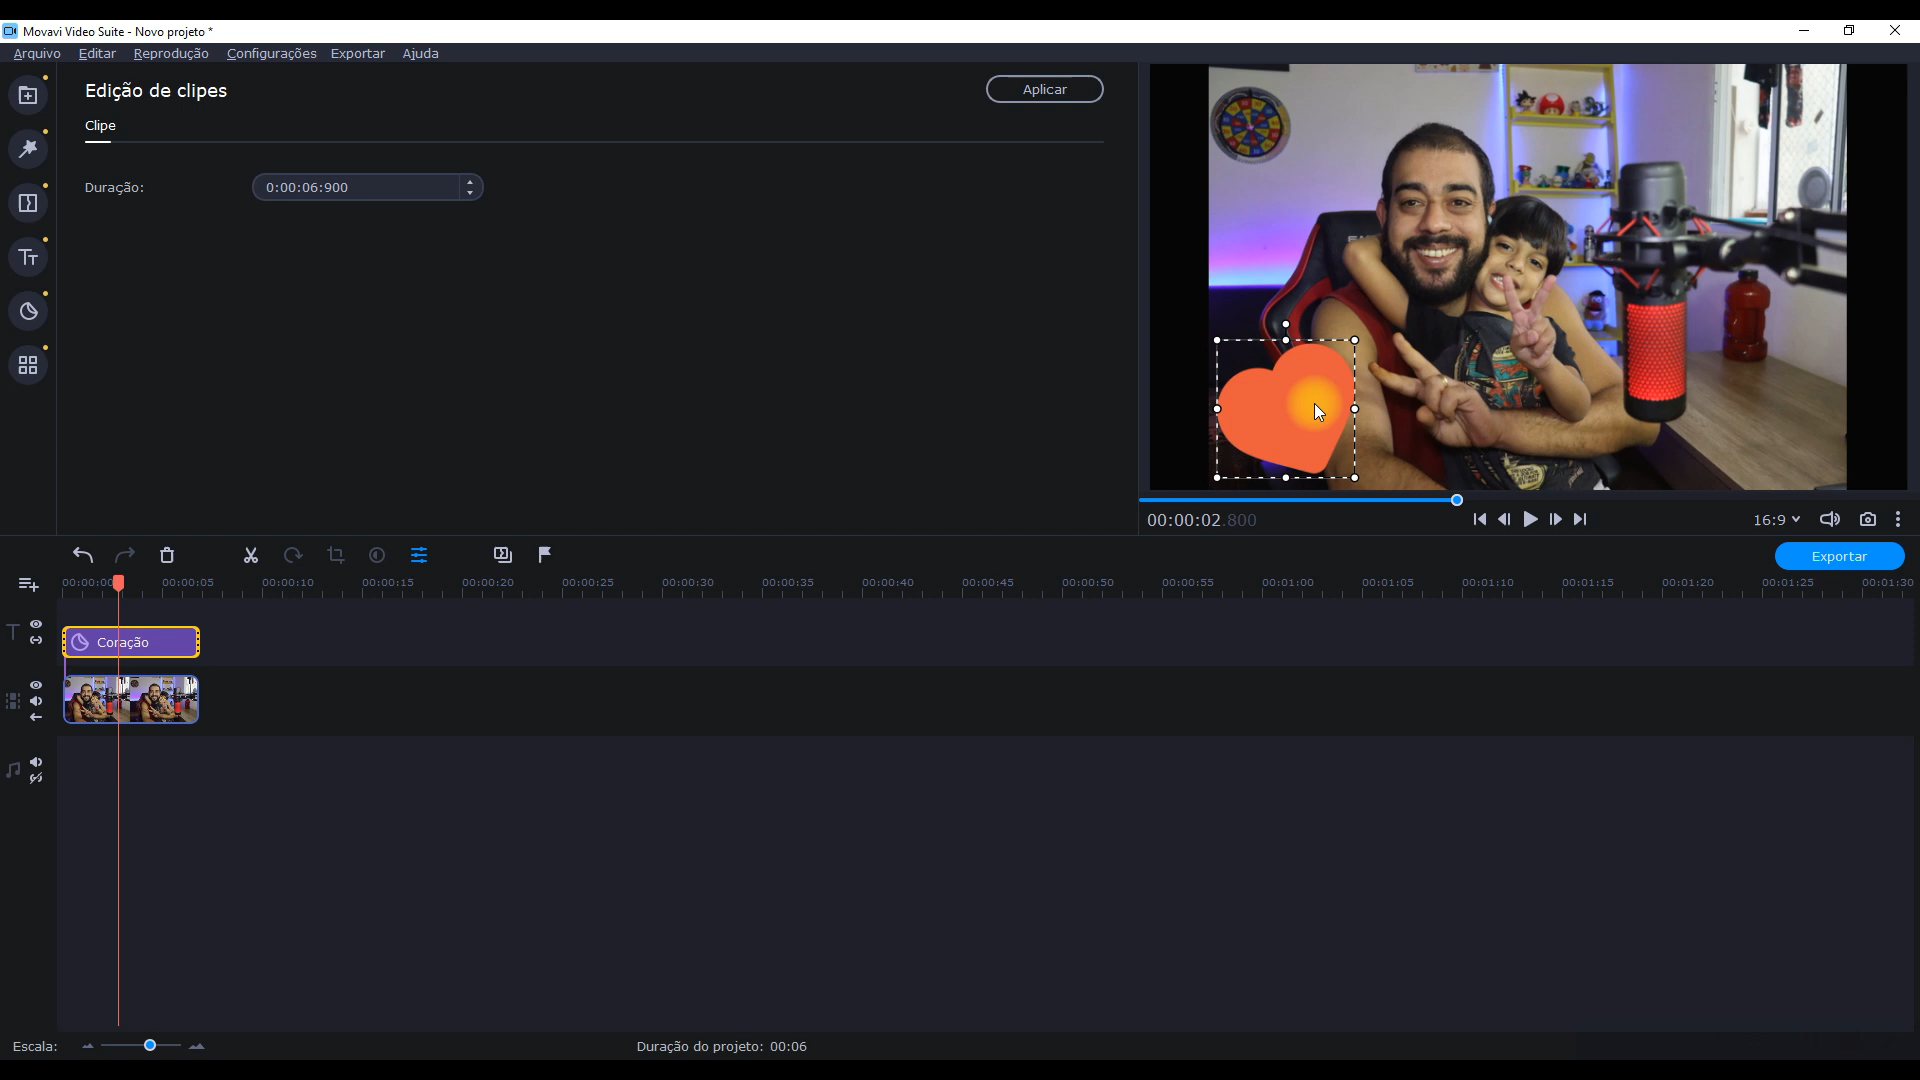 Movavi Video Suite - Novo projeto *
Arquivo Editar Reprodução Configurações Exportar Ajuda
Edição de clipes
Aplicar
Clipe
Duração:
0:00:06:900
00:00:02.800
16:9
Exportar
00:00:00 00:00:05 00:00:10 00:00:15 00:00:20 00:00:25 00:00:30 00:00:35 00:00:40 00:00:45 00:00:50 00:00:55 00:01:00 00:01:05 00:01:10 00:01:15 00:01:20 00:01:25 00:01:30
Coração
Escala:
Duração do projeto: 00:06